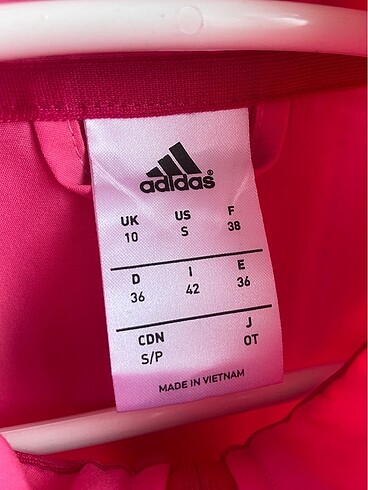 adidas®
UK US F
10 S 38
D I E
36 42 36
CDN J
S/P OT
MADE IN VIETNAM